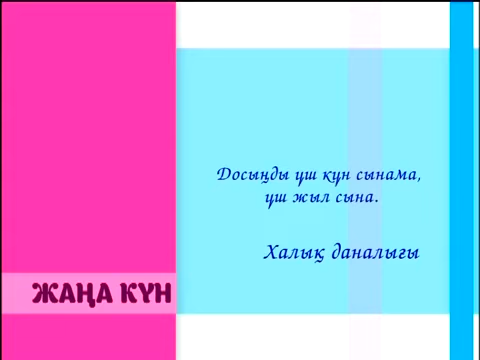 Досыңды үш күн сынама,
үш жыл сына.
Халық даналығы
ЖАҢА КҮН